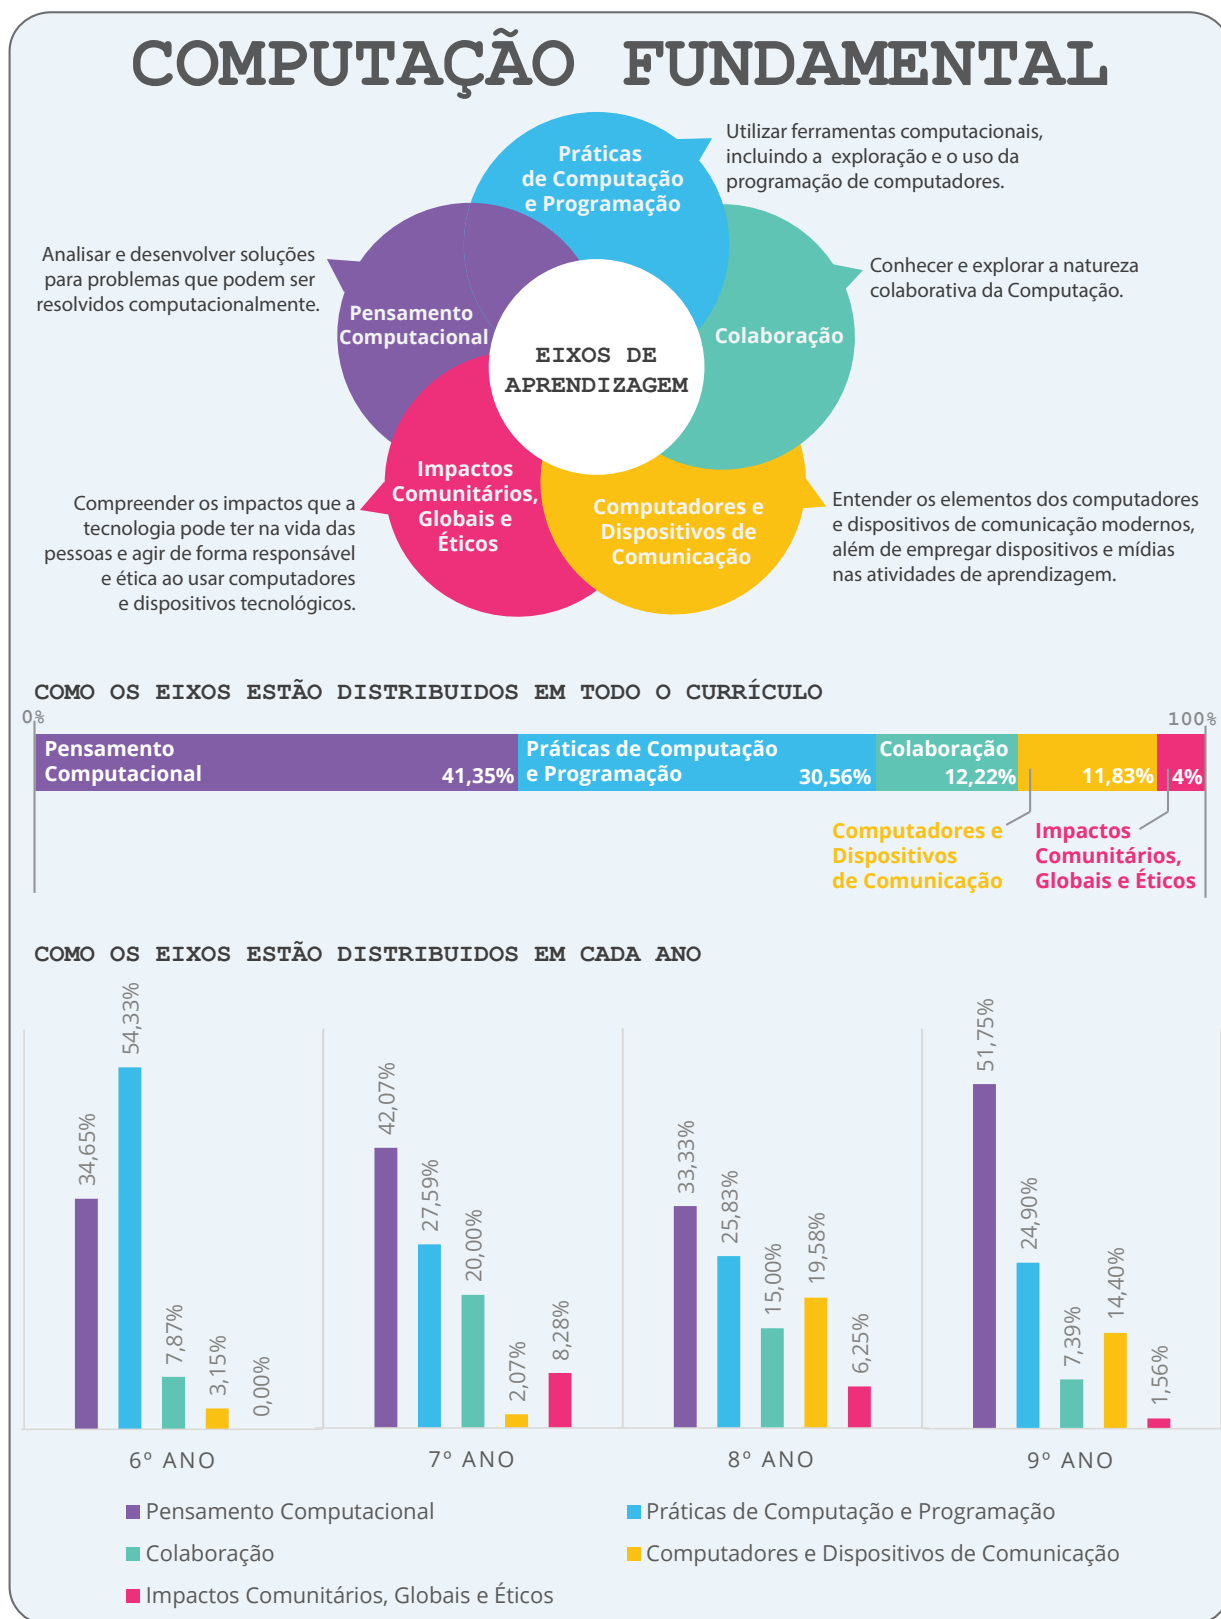 COMPUTAÇÃO FUNDAMENTAL
Práticas
de Computação
e Programação
Utilizar ferramentas computacionais,
incluindo a exploração e o uso da
programação de computadores.
Analisar e desenvolver soluções
para problemas que podem ser
resolvidos computacionalmente.
Pensamento
Computacional
Conhecer e explorar a natureza
colaborativa da Computação.
Colaboração
EIXOS DE
APRENDIZAGEM
Impactos
Comunitários,
Globais e
Éticos
Compreender os impactos que a
tecnologia pode ter na vida das
pessoas e agir de forma responsável
e ética ao usar computadores
e dispositivos tecnológicos.
Computadores e
Dispositivos de
Comunicação
Entender os elementos dos computadores
e dispositivos de comunicação modernos,
além de empregar dispositivos e mídias
nas atividades de aprendizagem.
COMO OS EIXOS ESTÃO DISTRIBUIDOS EM TODO O CURRÍCULO
0%
100%
Pensamento
Computacional
41,35%
Práticas de Computação
e Programação
30,56%
Colaboração
12,22%
11,83%
4%
Computadores e
Dispositivos
de Comunicação
Impactos
Comunitários,
Globais e Éticos
COMO OS EIXOS ESTÃO DISTRIBUIDOS EM CADA ANO
34,65%
54,33%
7,87%
3,15%
0,00%
42,07%
27,59%
20,00%
2,07%
8,28%
33,33%
25,83%
15,00%
19,58%
6,25%
51,75%
24,90%
7,39%
14,40%
1,56%
6º ANO
7º ANO
8º ANO
9º ANO
Pensamento Computacional
Práticas de Computação e Programação
Colaboração
Computadores e Dispositivos de Comunicação
Impactos Comunitários, Globais e Éticos